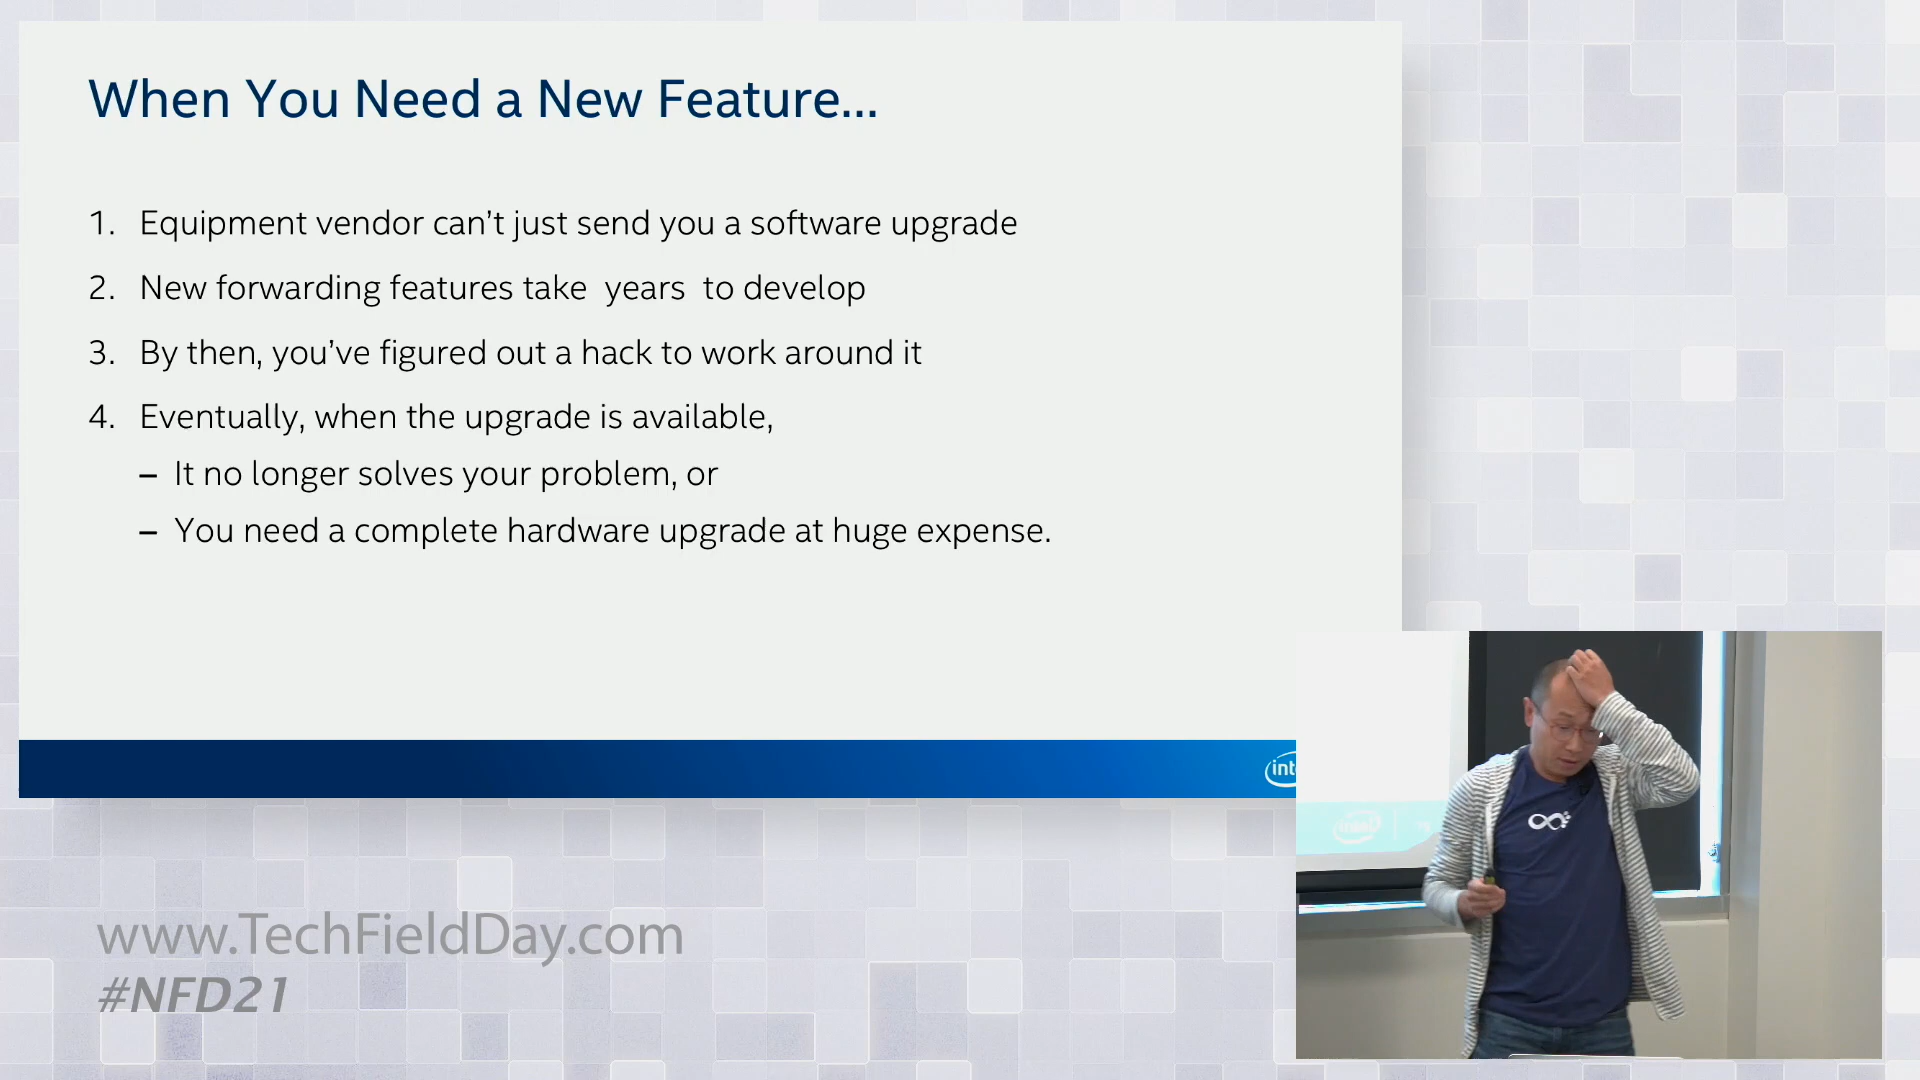 When You Need a New Feature...
1. Equipment vendor can't just send you a software upgrade
2. New forwarding features take  years  to develop
3. By then, you've figured out a hack to work around it
4. Eventually, when the upgrade is available,
– It no longer solves your problem, or
– You need a complete hardware upgrade at huge expense.
www.TechFieldDay.com
#NFD21